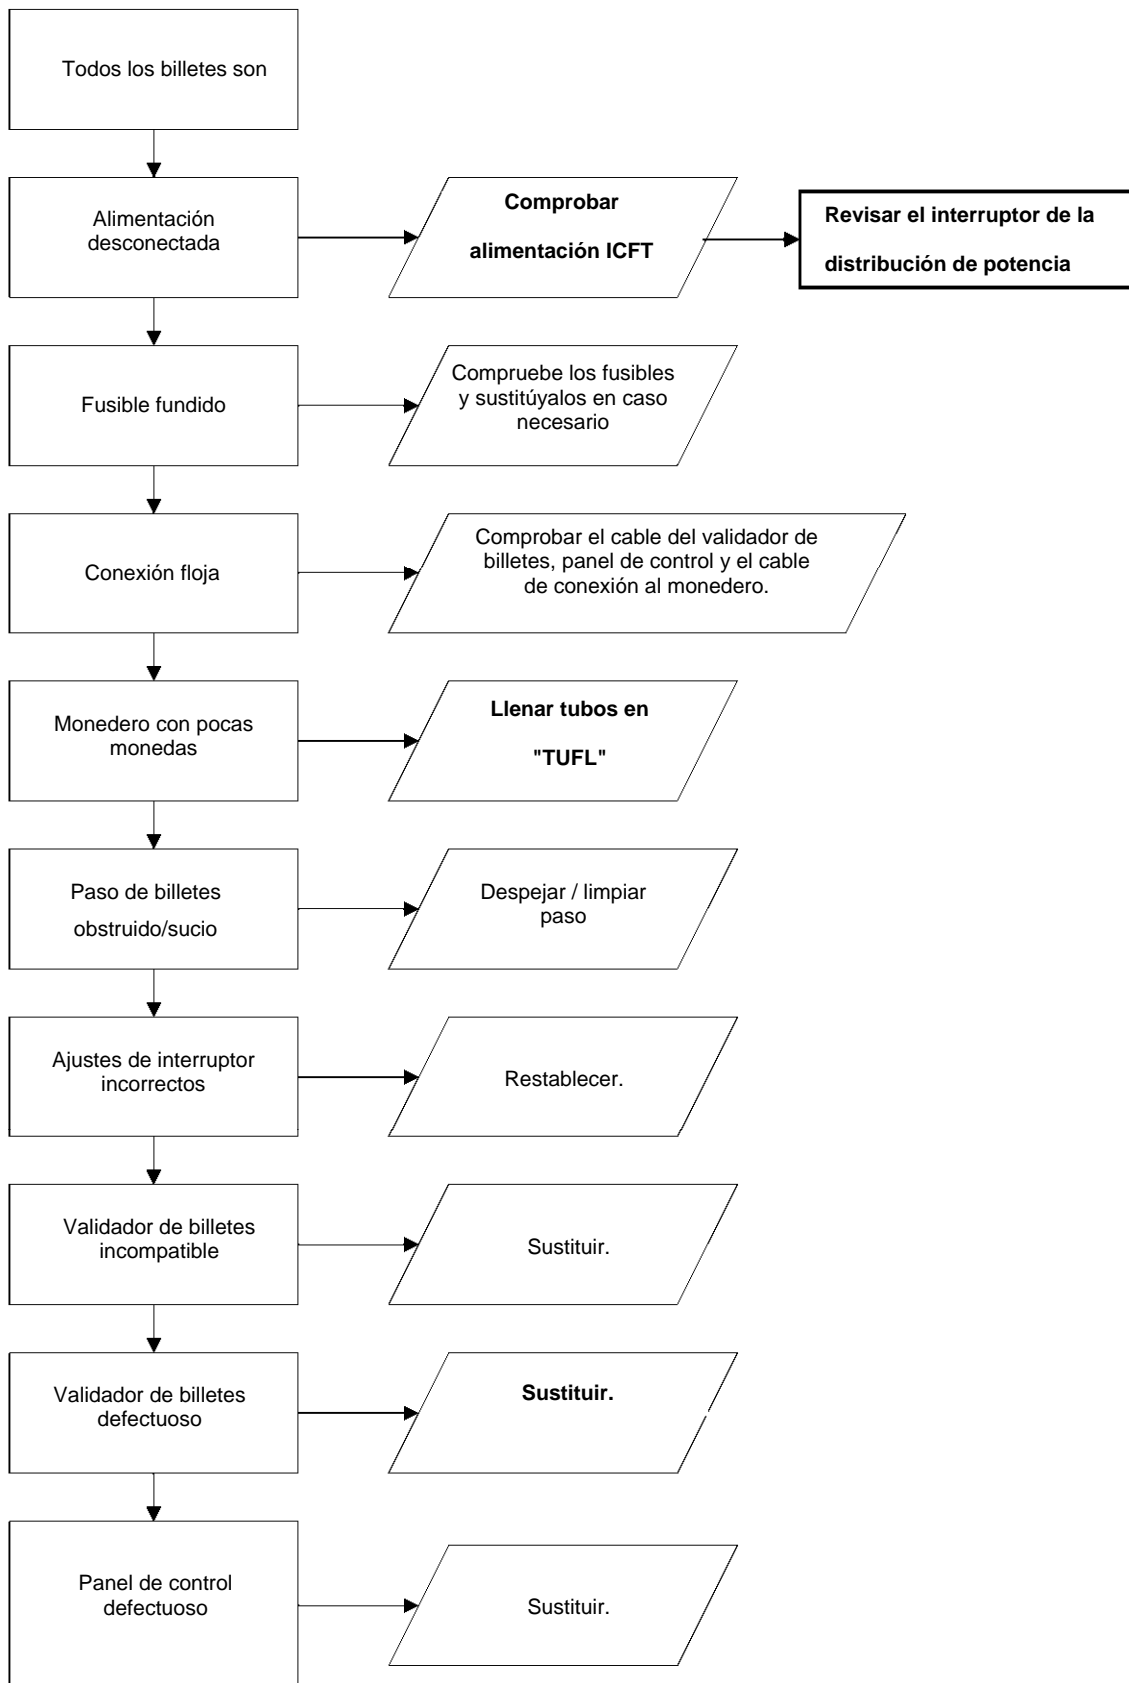 Todos los billetes son
Alimentación
desconectada
Comprobar
alimentación ICFT
Revisar el interruptor de la
distribución de potencia
Fusible fundido
Compruebe los fusibles
y sustitúyalos en caso
necesario
Conexión floja
Comprobar el cable del validador de
billetes, panel de control y el cable
de conexión al monedero.
Monedero con pocas
monedas
Llenar tubos en
"TUFL"
Paso de billetes
obstruido/sucio
Despejar / limpiar
paso
Ajustes de interruptor
incorrectos
Restablecer.
Validador de billetes
incompatible
Sustituir.
Validador de billetes
defectuoso
Sustituir.
Panel de control
defectuoso
Sustituir.